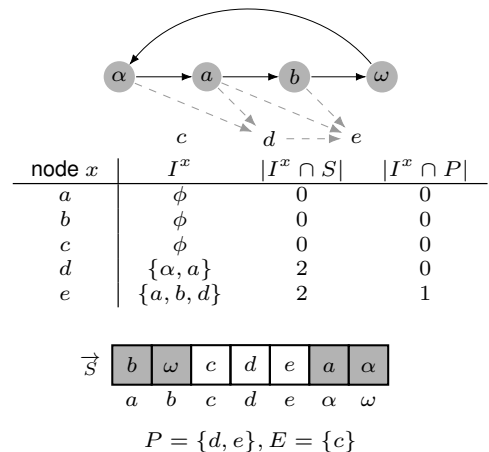 α a b ω
c d e
node x I^x |I^x ∩ S| |I^x ∩ P|
a ϕ 0 0
b ϕ 0 0
c ϕ 0 0
d {α, a} 2 0
e {a, b, d} 2 1
S⃗ b ω c d e a α
a b c d e α ω
P = {d, e}, E = {c}